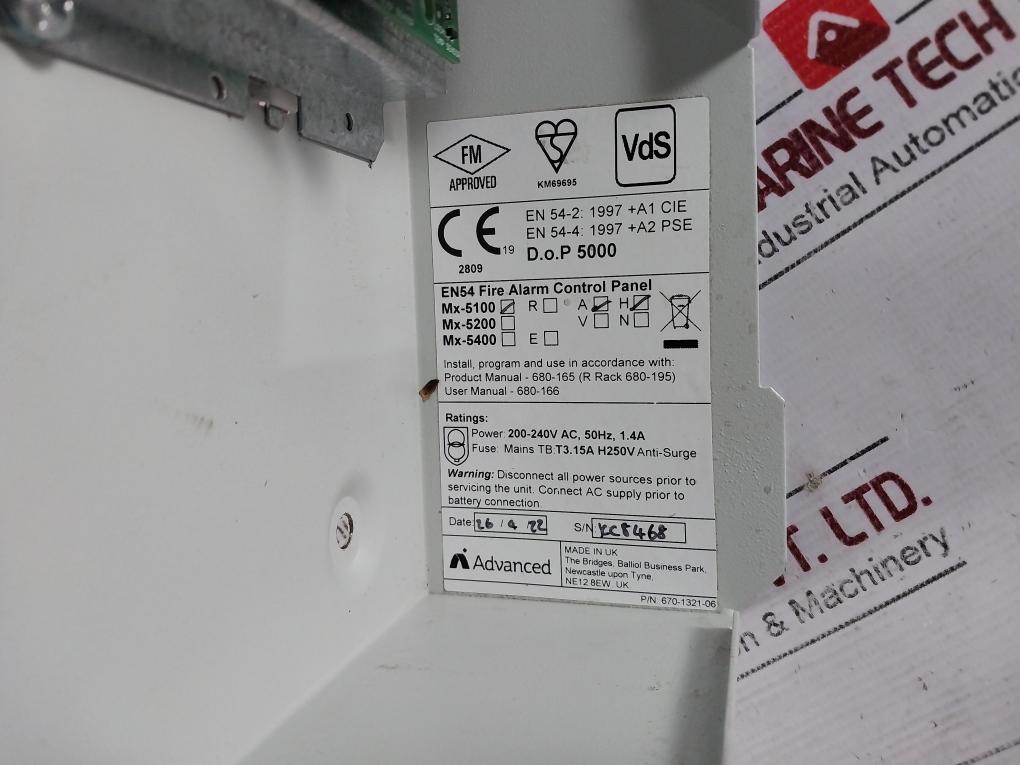 FM
APPROVED
KM69695
VdS
CE 19
2809
EN 54-2: 1997 +A1 CIE
EN 54-4: 1997 +A2 PSE
D.o.P 5000
EN54 Fire Alarm Control Panel
Mx-5100 R A H
Mx-5200 V N
Mx-5400 E
Install, program and use in accordance with:
Product Manual - 680-165 (R Rack 680-195)
User Manual - 680-166
Ratings:
Power: 200-240V AC, 50Hz, 1.4A
Fuse: Mains TB:T3.15A H250V Anti-Surge
Warning: Disconnect all power sources prior to
servicing the unit. Connect AC supply prior to
battery connection.
Date: 26 / 4 22 S/N KC8468
Advanced
MADE IN UK
The Bridges, Balliol Business Park,
Newcastle upon Tyne,
NE12 8EW. UK
P/N: 670-1321-06
ARINE TECH
dustrial Automatio
T. LTD.
n & Machinery